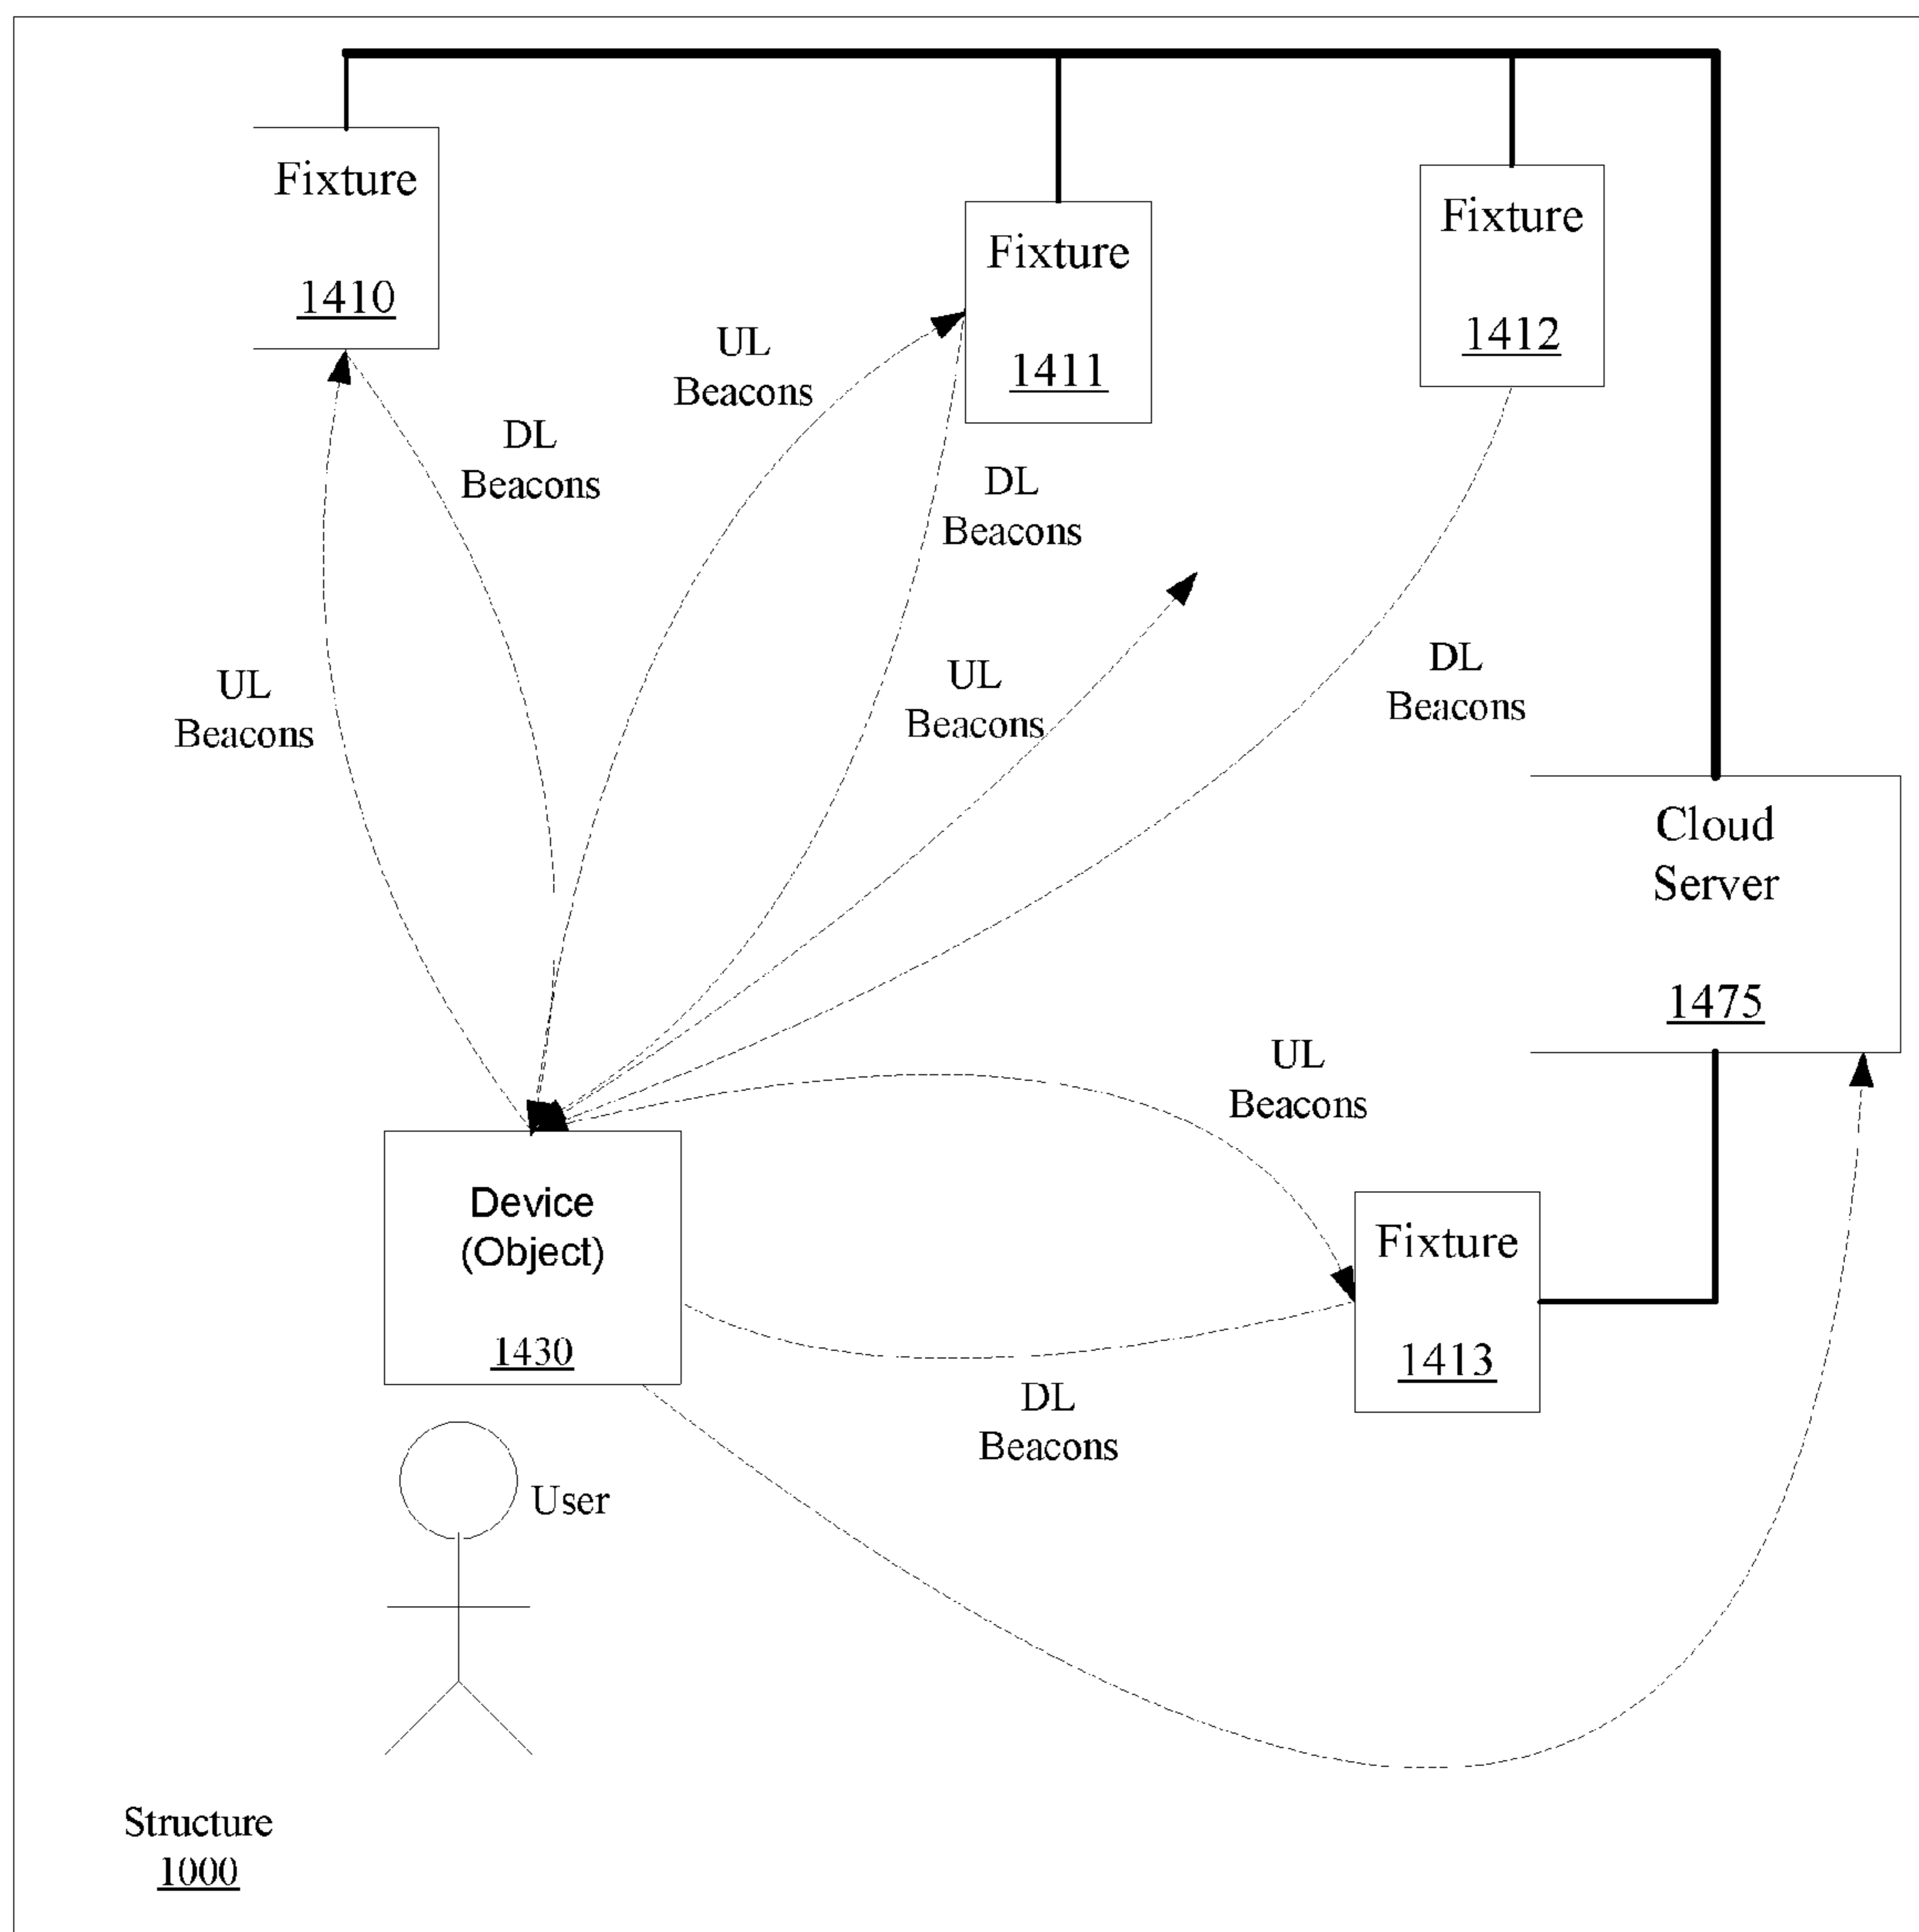 Fixture
1410
Fixture
1411
Fixture
1412
UL
Beacons
DL
Beacons
DL
Beacons
UL
Beacons
UL
Beacons
DL
Beacons
Cloud
Server
1475
UL
Beacons
Device
(Object)
1430
Fixture
1413
DL
Beacons
User
Structure
1000